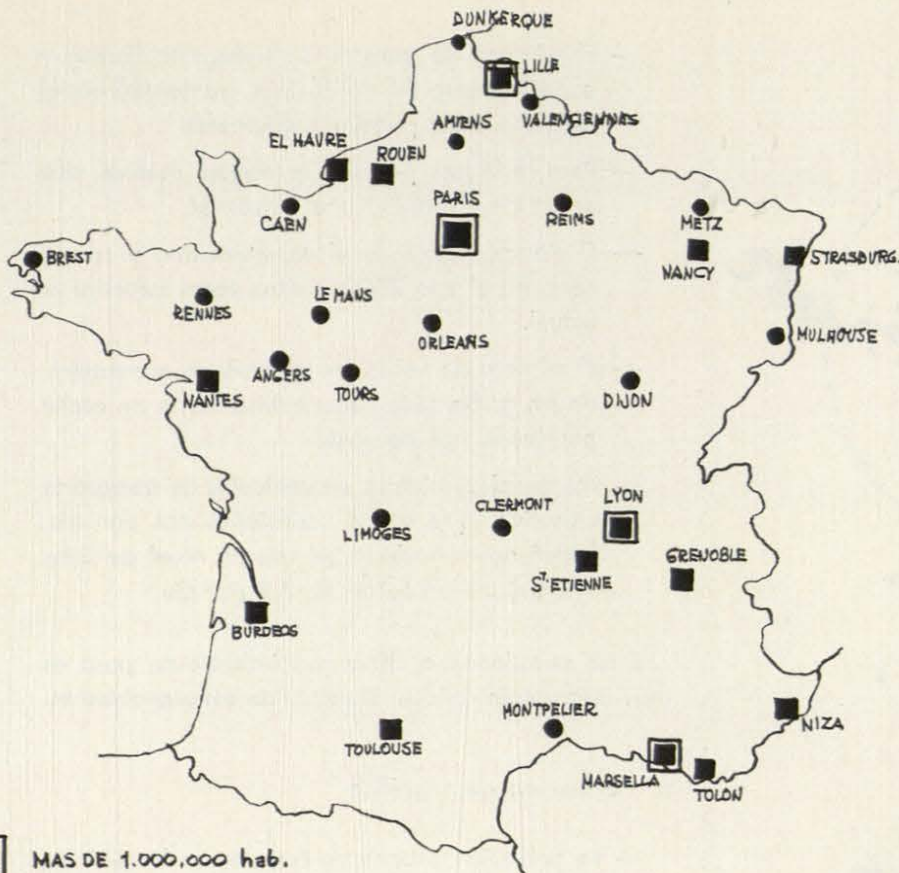 DUNKERQUE
LILLE
VALENCIENNES
AMIENS
EL HAVRE
ROUEN
PARIS
REIMS
METZ
CAEN
NANCY
STRASBURG.
BREST
RENNES
LE MANS
ORLEANS
MULHOUSE
ANGERS
NANTES
TOURS
DIJON
CLERMONT
LYON
LIMOGES
ST. ETIENNE
GRENOBLE
BURDEOS
NIZA
MONTPELIER
TOULOUSE
MARSELLA
TOLON
MAS DE 1.000.000 hab.